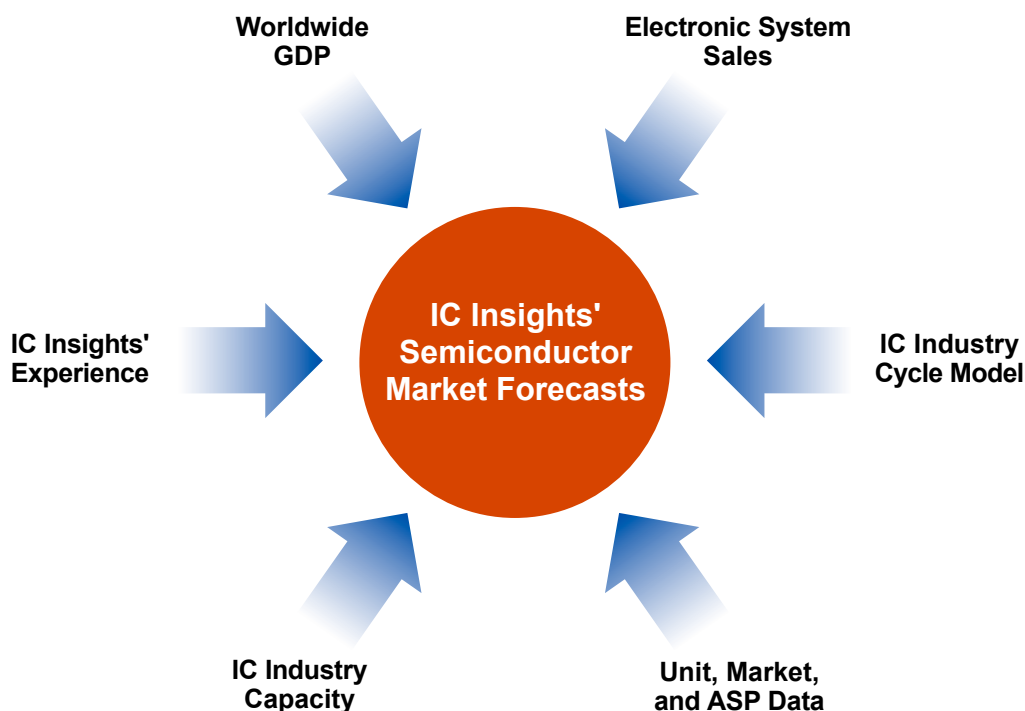 Worldwide
GDP
Electronic System
Sales
IC Insights'
Experience
IC Insights'
Semiconductor
Market Forecasts
IC Industry
Cycle Model
IC Industry
Capacity
Unit, Market,
and ASP Data